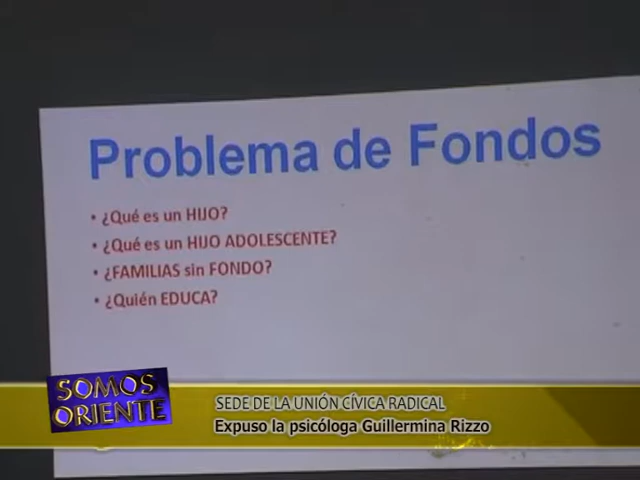 Problema de Fondos
• ¿Qué es un HIJO?
• ¿Qué es un HIJO ADOLESCENTE?
• ¿FAMILIAS sin FONDO?
• ¿Quién EDUCA?
SOMOS
ORIENTE
SEDE DE LA UNIÓN CÍVICA RADICAL
Expuso la psicóloga Guillermina Rizzo